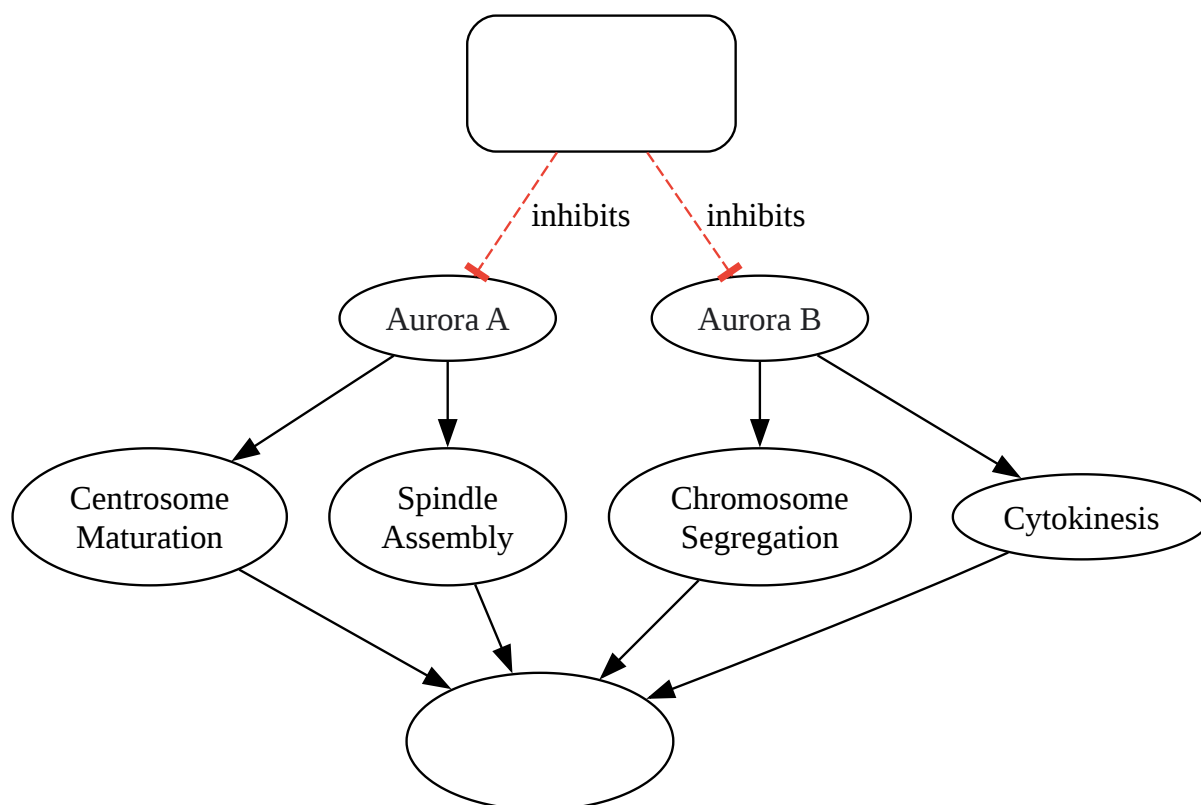 inhibits
inhibits
Aurora A
Aurora B
Centrosome
Maturation
Spindle
Assembly
Chromosome
Segregation
Cytokinesis